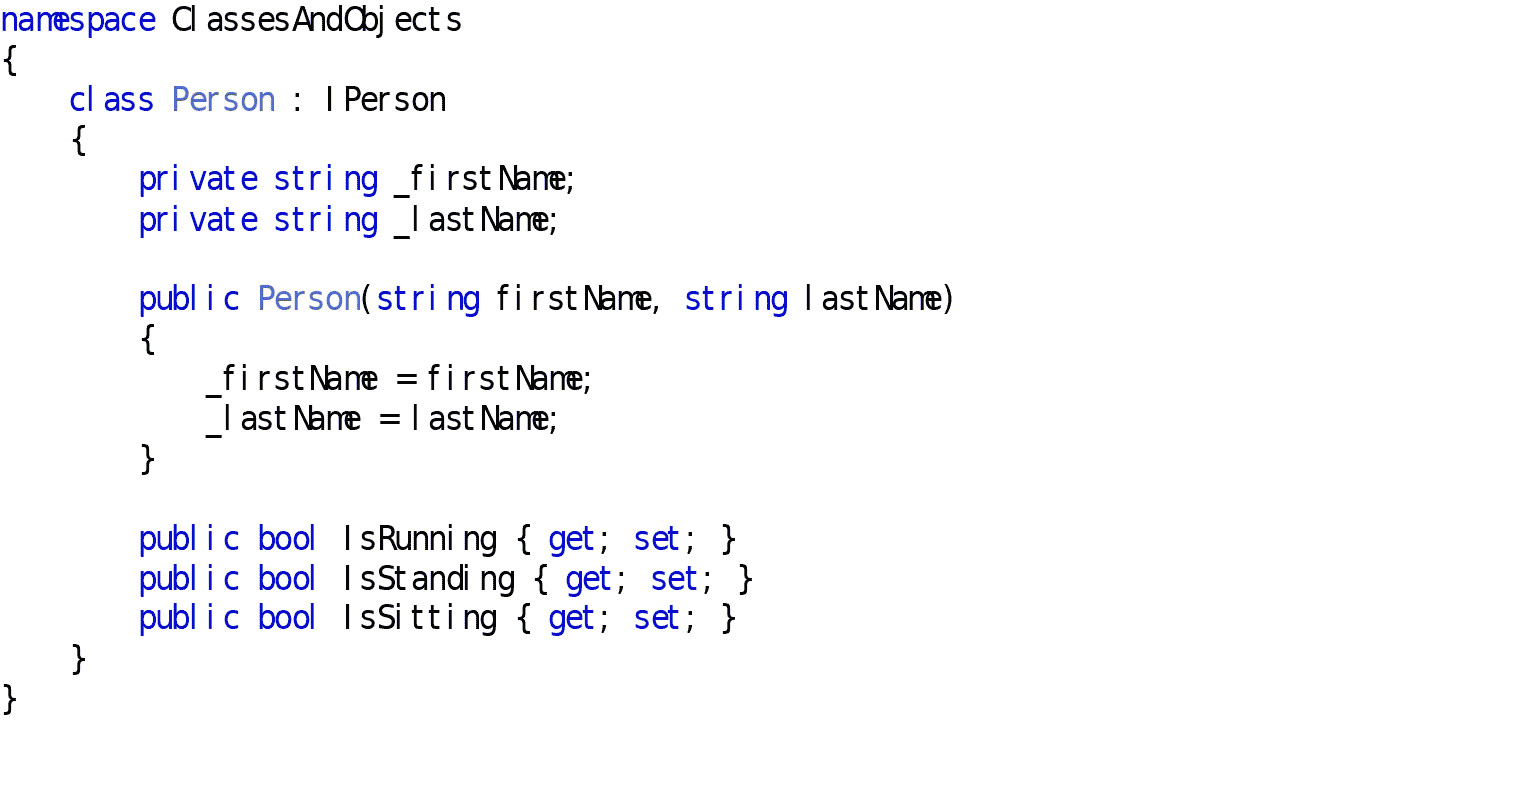 namespace ClassesAndObjects
{
    class Person : IPerson
    {
        private string _firstName;
        private string _lastName;

        public Person(string firstName, string lastName)
        {
            _firstName = firstName;
            _lastName = lastName;
        }

        public bool IsRunning { get; set; }
        public bool IsStanding { get; set; }
        public bool IsSitting { get; set; }
    }
}